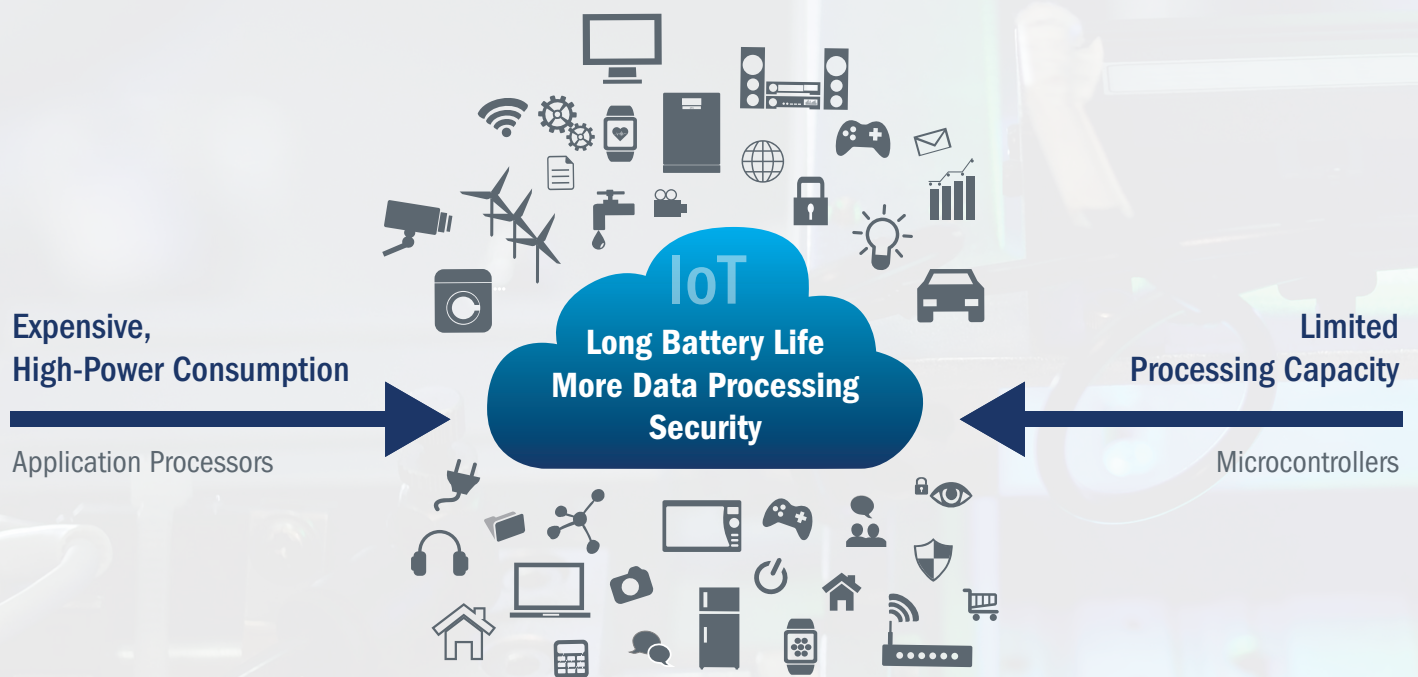 IoT
Long Battery Life
More Data Processing
Security
Expensive,
High-Power Consumption
Application Processors
Limited
Processing Capacity
Microcontrollers